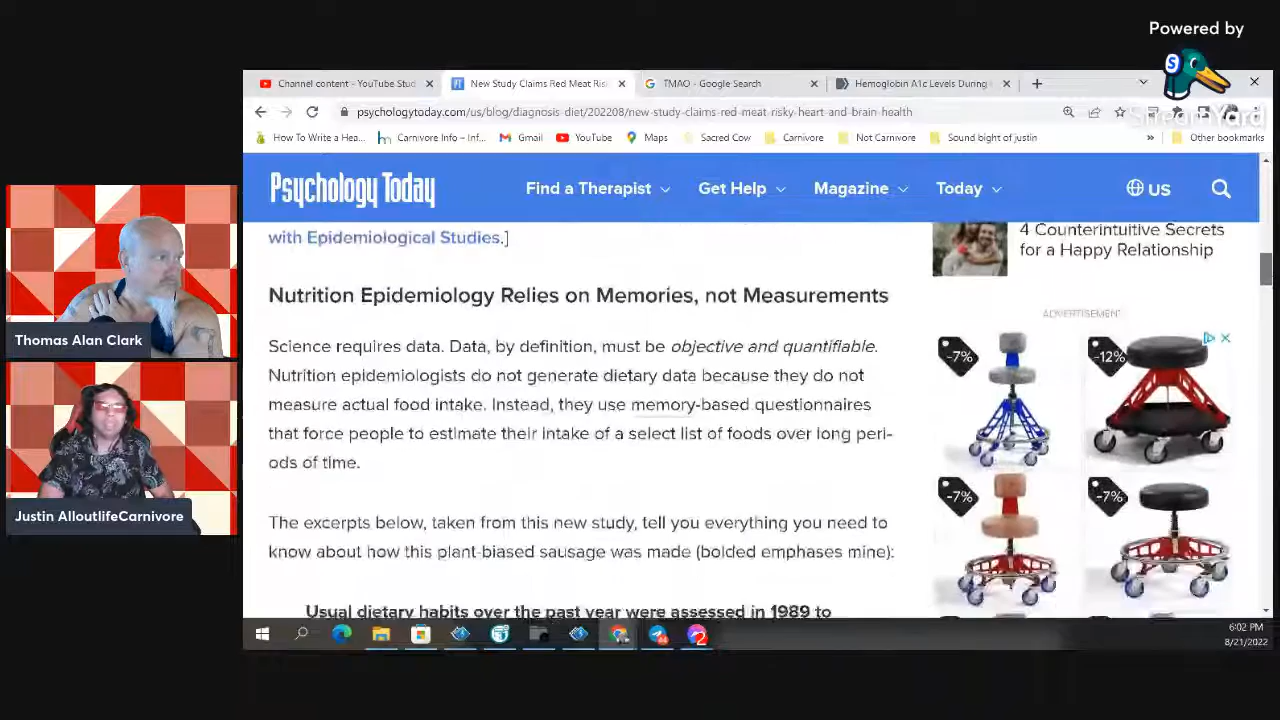 Powered by
S
StreamYard
Channel content - YouTube Stud
New Study Claims Red Meat Ris
TMAO - Google Search
Hemoglobin A1c Levels During
psychologytoday.com/us/blog/diagnosis-diet/202208/new-study-claims-red-meat-risky-heart-and-brain-health
How To Write a Hea...
Carnivore Info – Inf...
Gmail
YouTube
Maps
Sacred Cow
Carnivore
Not Carnivore
Sound bight of justin
»
Other bookmarks
Psychology Today
Find a Therapist
Get Help
Magazine
Today
US
with Epidemiological Studies.]
4 Counterintuitive Secrets
for a Happy Relationship
Nutrition Epidemiology Relies on Memories, not Measurements
ADVERTISEMENT
Science requires data. Data, by definition, must be objective and quantifiable.
Nutrition epidemiologists do not generate dietary data because they do not
measure actual food intake. Instead, they use memory-based questionnaires
that force people to estimate their intake of a select list of foods over long peri-
ods of time.
-7%
-12%
-7%
-7%
The excerpts below, taken from this new study, tell you everything you need to
know about how this plant-biased sausage was made (bolded emphases mine):
Usual dietary habits over the past year were assessed in 1989 to
Thomas Alan Clark
Justin AlloutlifeCarnivore
2
6:02 PM
8/21/2022